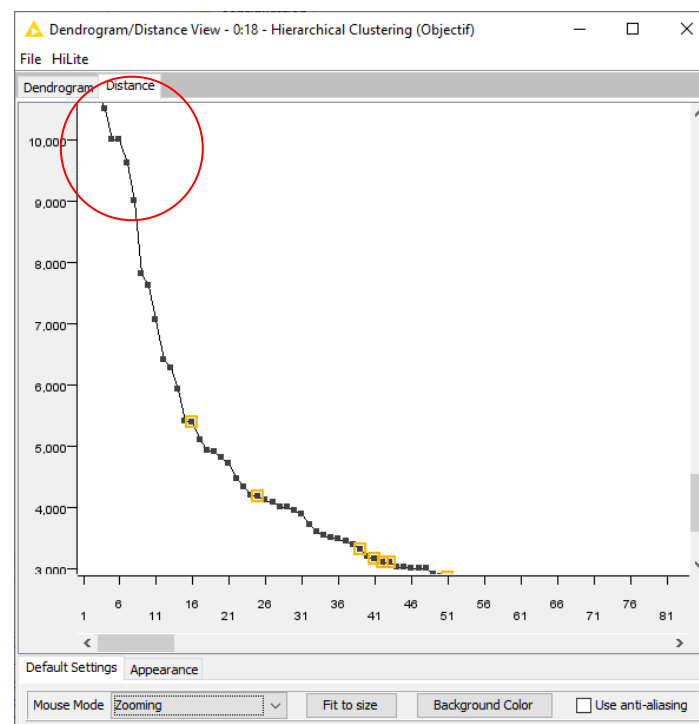 Dendrogram/Distance View - 0:18 - Hierarchical Clustering (Objectif)
File HiLite
Dendrogram Distance
10,000
9,000
8,000
7,000
6,000
5,000
4,000
3,000
6 16 26 36 46 56 66 76
1 11 21 31 41 51 61 71 81
Default Settings Appearance
Mouse Mode Zooming Fit to size Background Color Use anti-aliasing